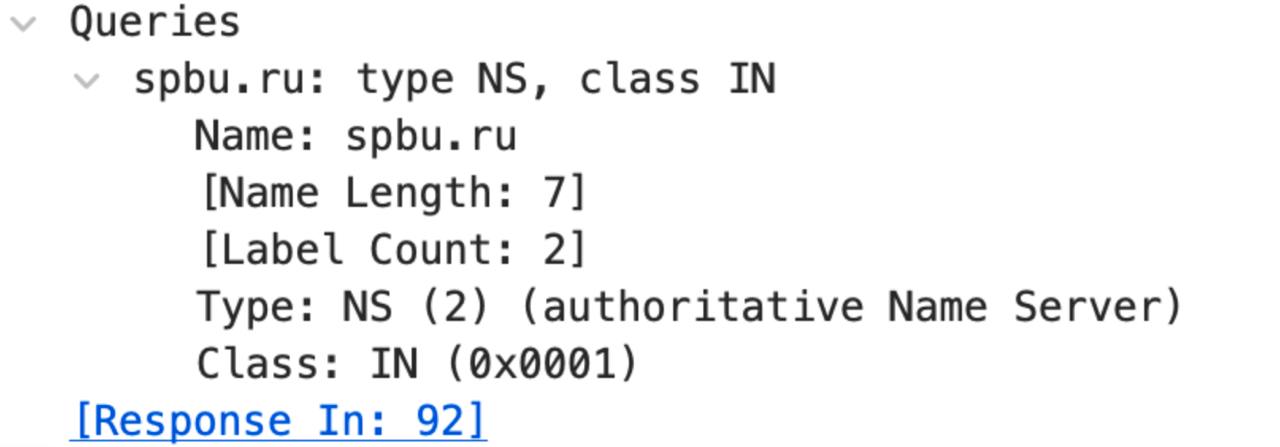 Queries
spbu.ru: type NS, class IN
Name: spbu.ru
[Name Length: 7]
[Label Count: 2]
Type: NS (2) (authoritative Name Server)
Class: IN (0x0001)
[Response In: 92]